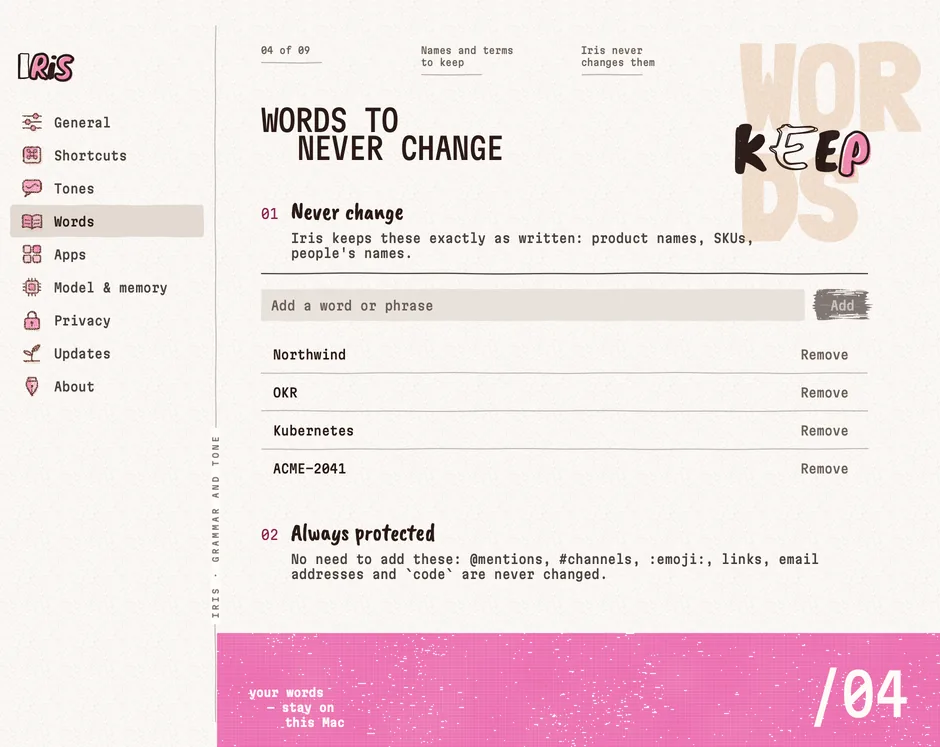 IRiS
General
Shortcuts
Tones
Words
Apps
Model & memory
Privacy
Updates
About
IRIS · GRAMMAR AND TONE
04 of 09
Names and terms
to keep
Iris never
changes them
WOR
DS
KEEP
WORDS TO
NEVER CHANGE
01 Never change
Iris keeps these exactly as written: product names, SKUs,
people's names.
Add a word or phrase
Add
Northwind Remove
OKR Remove
Kubernetes Remove
ACME-2041 Remove
02 Always protected
No need to add these: @mentions, #channels, :emoji:, links, email
addresses and `code` are never changed.
your words
— stay on
this Mac
/04